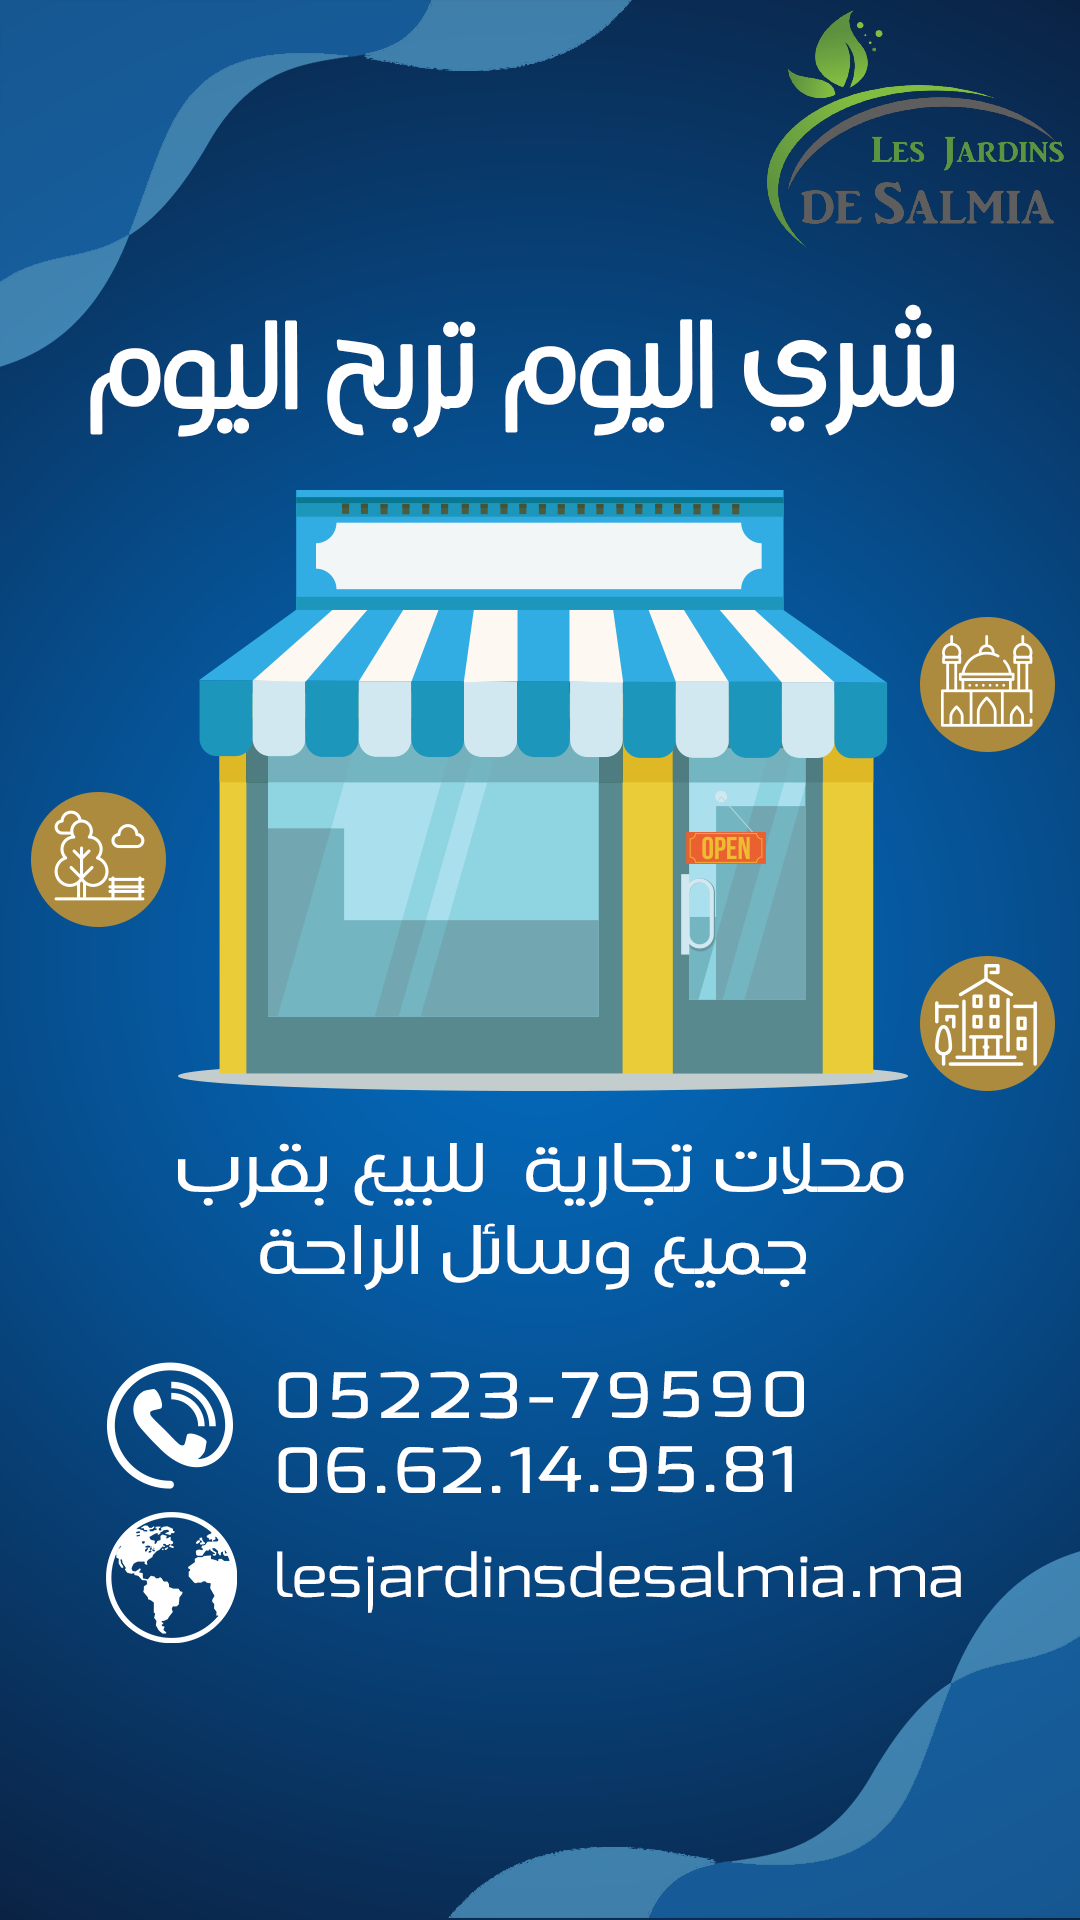 LES JARDINS
DE SALMIA
شري اليوم تربح اليوم
OPEN
محلات تجارية للبيع بقرب
جميع وسائل الراحة
05223-79590
06.62.14.95.81
lesjardinsdesalmia.ma